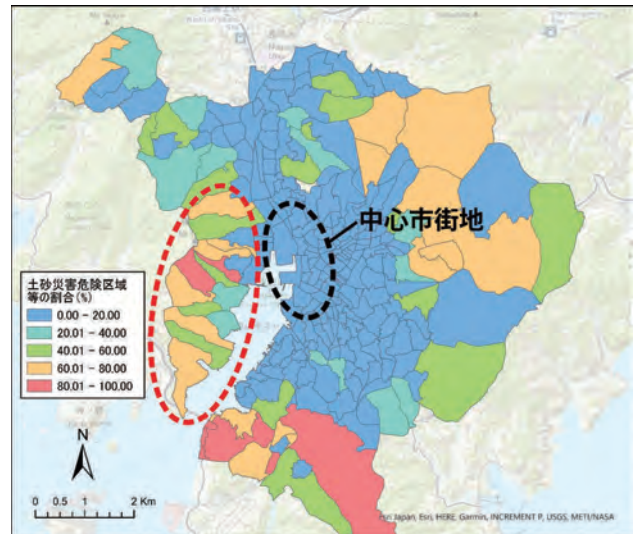 中心市街地
土砂災害危険区域
等の割合(%)
0.00 - 20.00
20.01 - 40.00
40.01 - 60.00
60.01 - 80.00
80.01 - 100.00
N
0 0.5 1 2 Km
Esri Japan, Esri, HERE, Garmin, INCREMENT P, USGS, METI/NASA